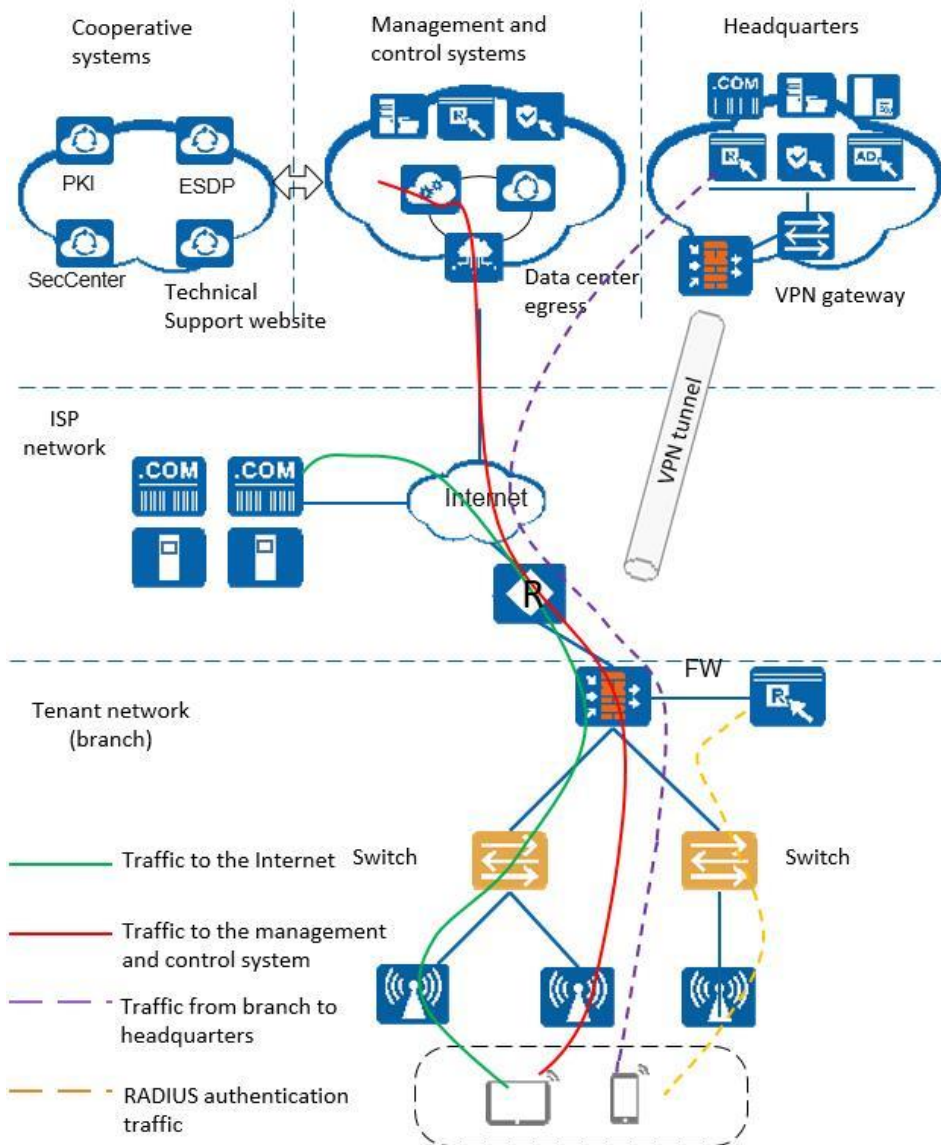 Cooperative
systems
Management and
control systems
Headquarters
.COM
R
R
AD
PKI
ESDP
SecCenter
Technical
Support website
Data center
egress
VPN gateway
ISP
network
VPN tunnel
.COM
.COM
Internet
R
FW
R
Tenant network
(branch)
Traffic to the Internet
Switch
Switch
Traffic to the management
and control system
Traffic from branch to
headquarters
RADIUS authentication
traffic